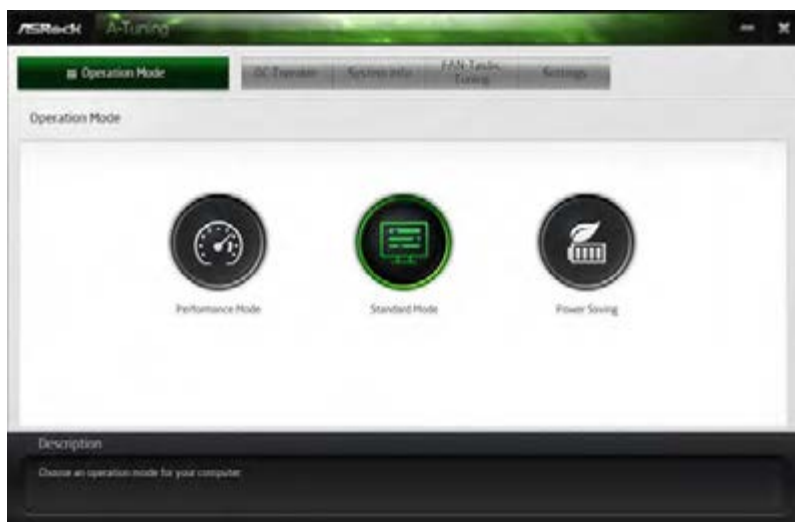 ASRock A-Tuning
Operation Mode OC Tweaker System Info FAN-Tastic Tuning Settings
Operation Mode
Performance Mode Standard Mode Power Saving
Description
Choose an operation mode for your computer.